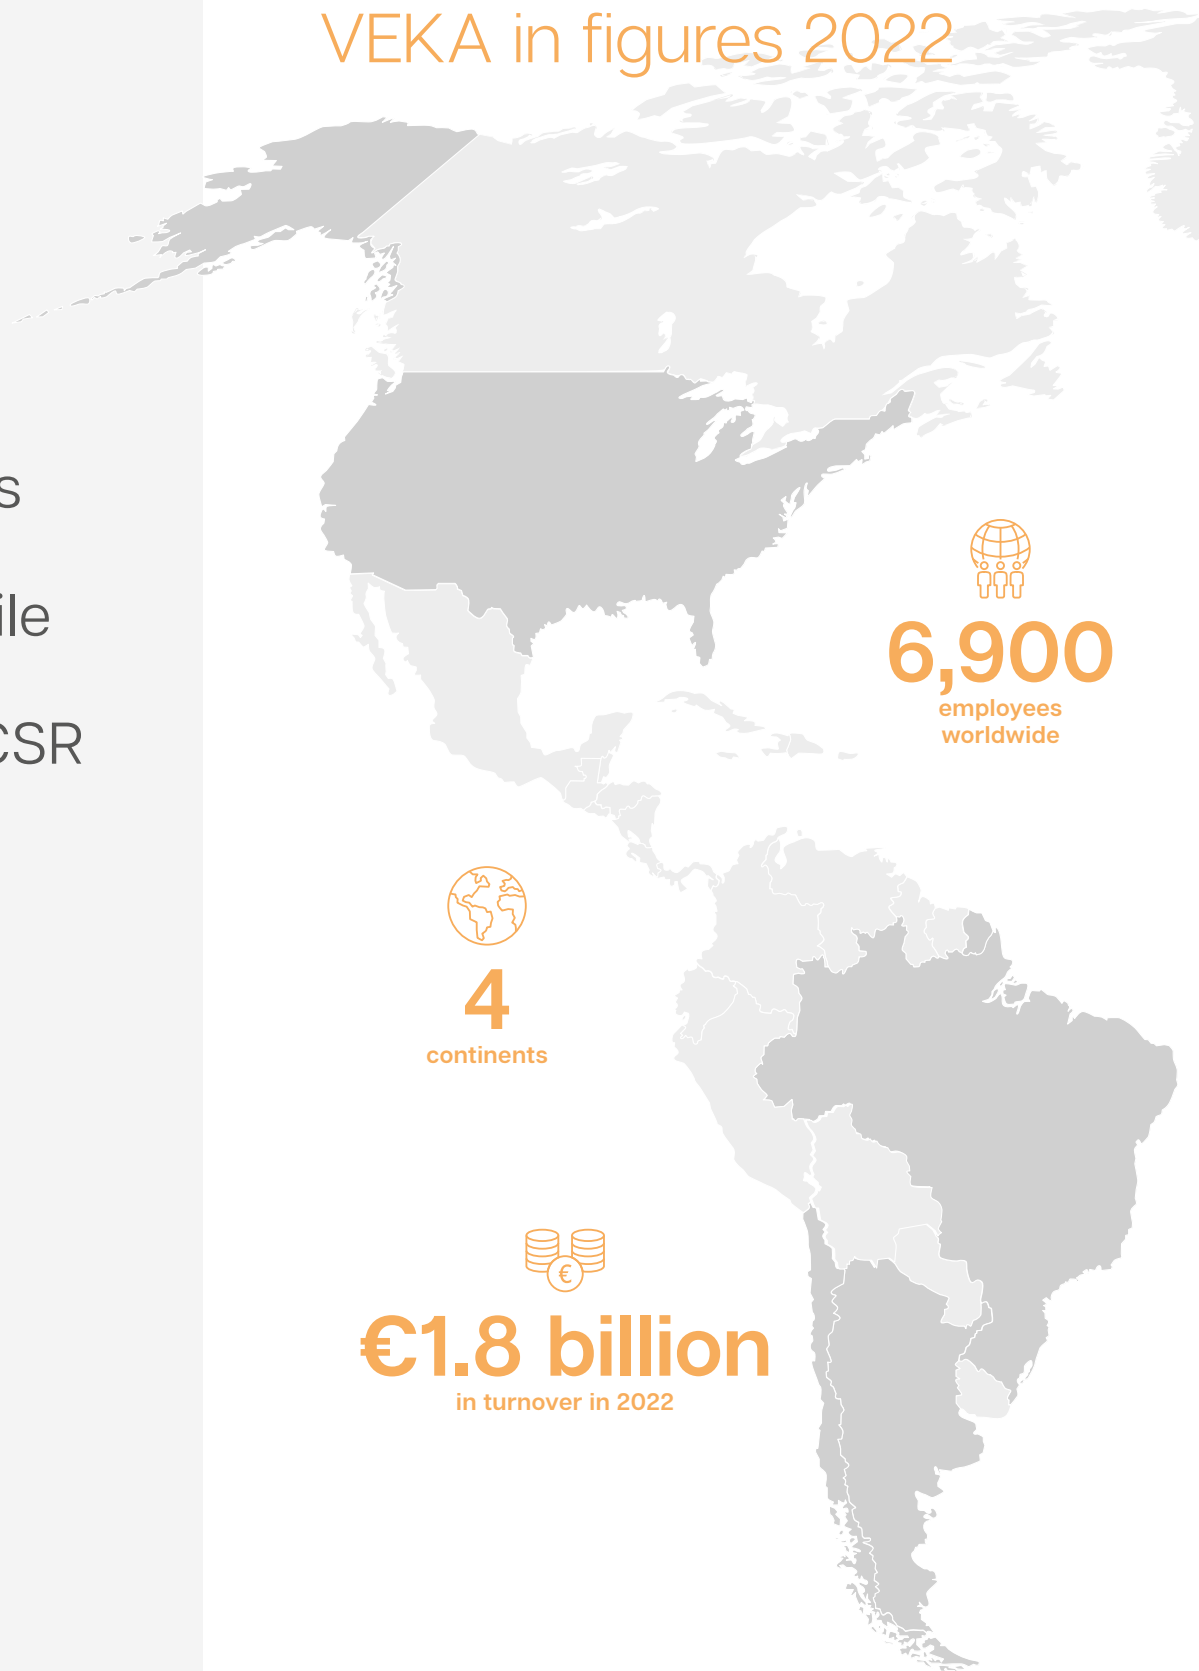 VEKA in figures 2022
s
ile
CSR
6,900
employees
worldwide
4
continents
€
€1.8 billion
in turnover in 2022